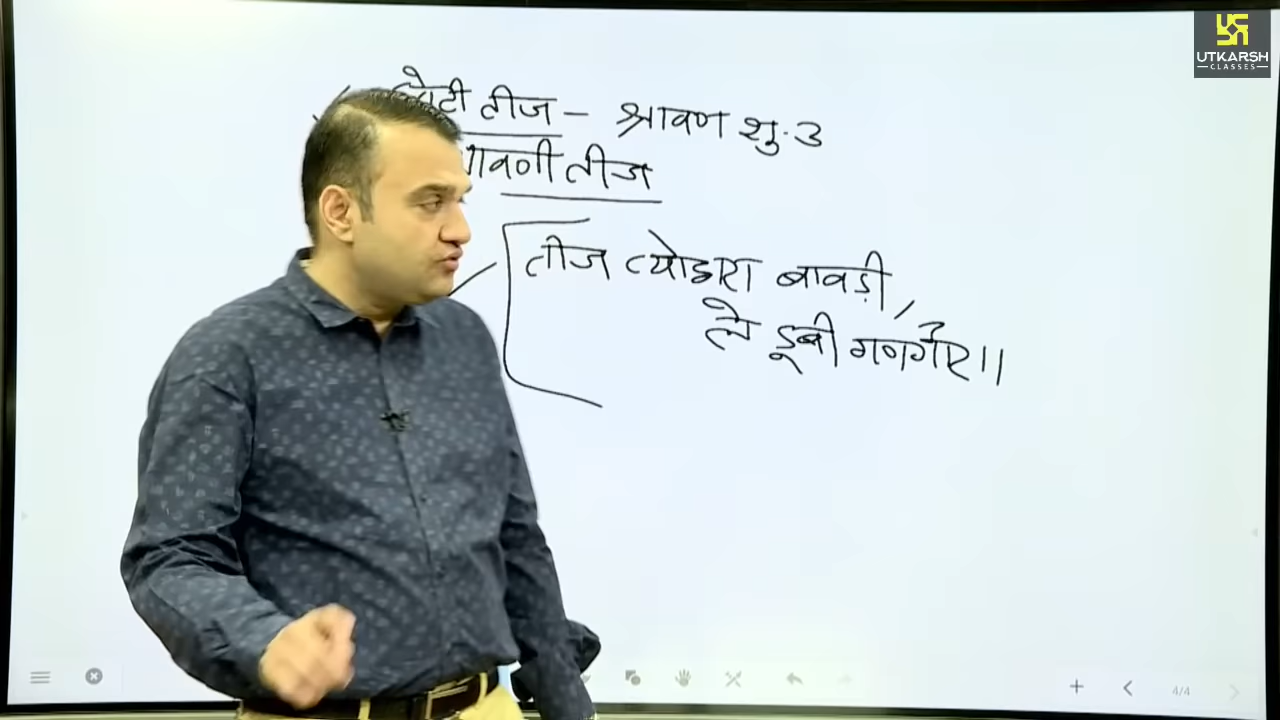 UTKARSH
CLASSES
तीज – श्रावण शु. 3
तीज
तीज त्योहारा बावड़ी,
ले डूबी गणगौर॥
4/4